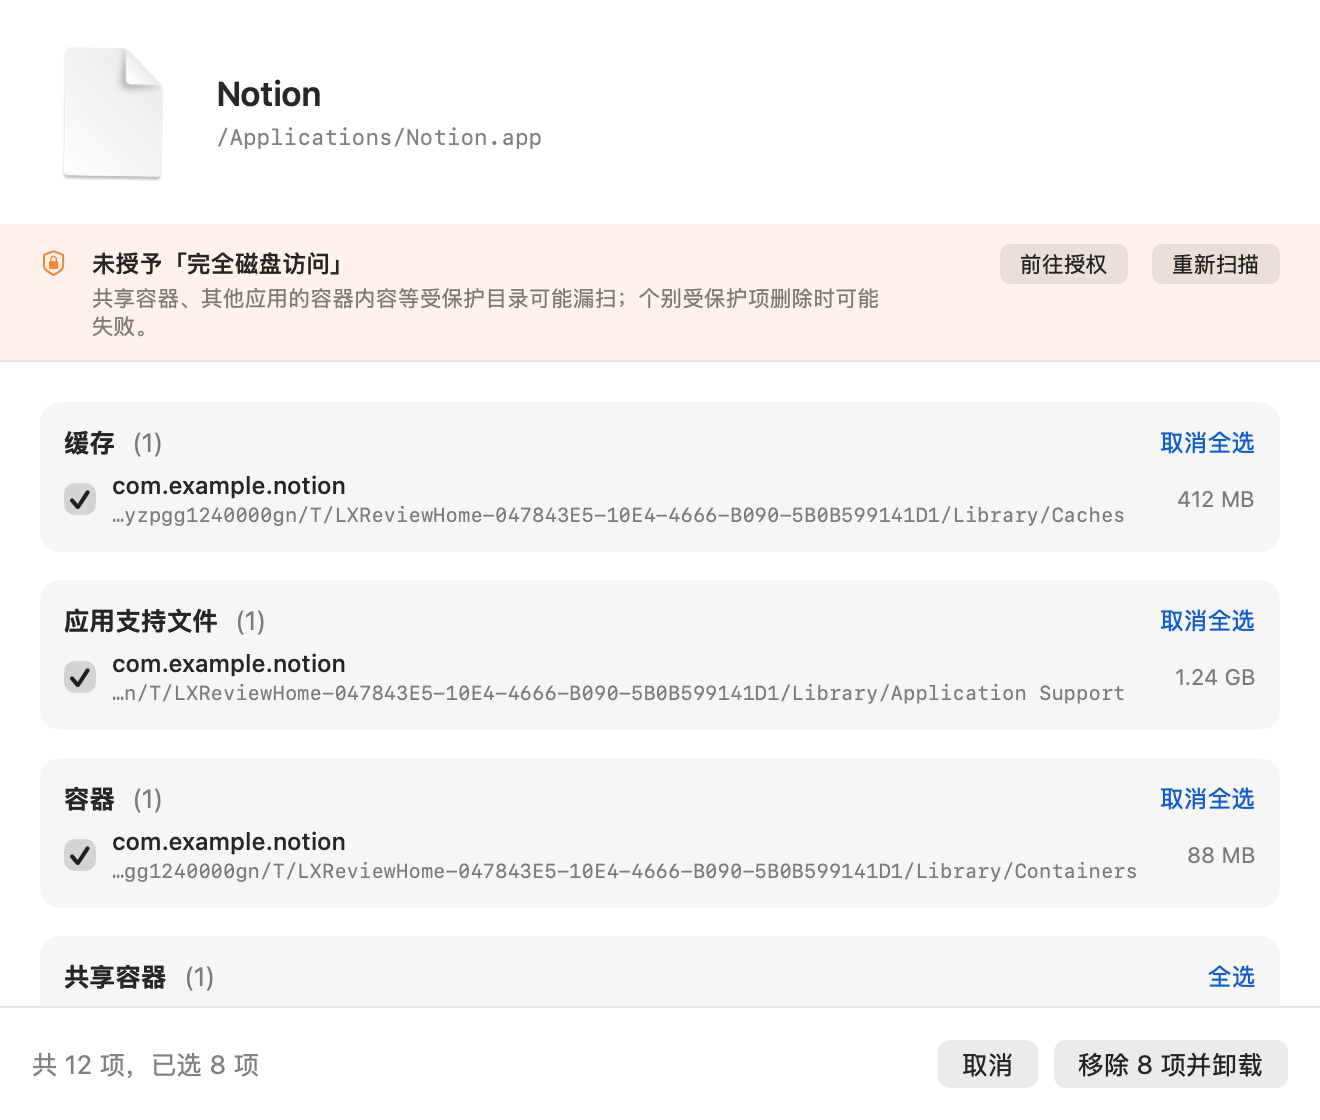 Notion
/Applications/Notion.app
未授予「完全磁盘访问」
前往授权
重新扫描
共享容器、其他应用的容器内容等受保护目录可能漏扫；个别受保护项删除时可能
失败。
缓存 (1)
取消全选
com.example.notion
…yzpgg1240000gn/T/LXReviewHome-047843E5-10E4-4666-B090-5B0B599141D1/Library/Caches
412 MB
应用支持文件 (1)
取消全选
com.example.notion
…n/T/LXReviewHome-047843E5-10E4-4666-B090-5B0B599141D1/Library/Application Support
1.24 GB
容器 (1)
取消全选
com.example.notion
…gg1240000gn/T/LXReviewHome-047843E5-10E4-4666-B090-5B0B599141D1/Library/Containers
88 MB
共享容器 (1)
全选
共 12 项，已选 8 项
取消
移除 8 项并卸载